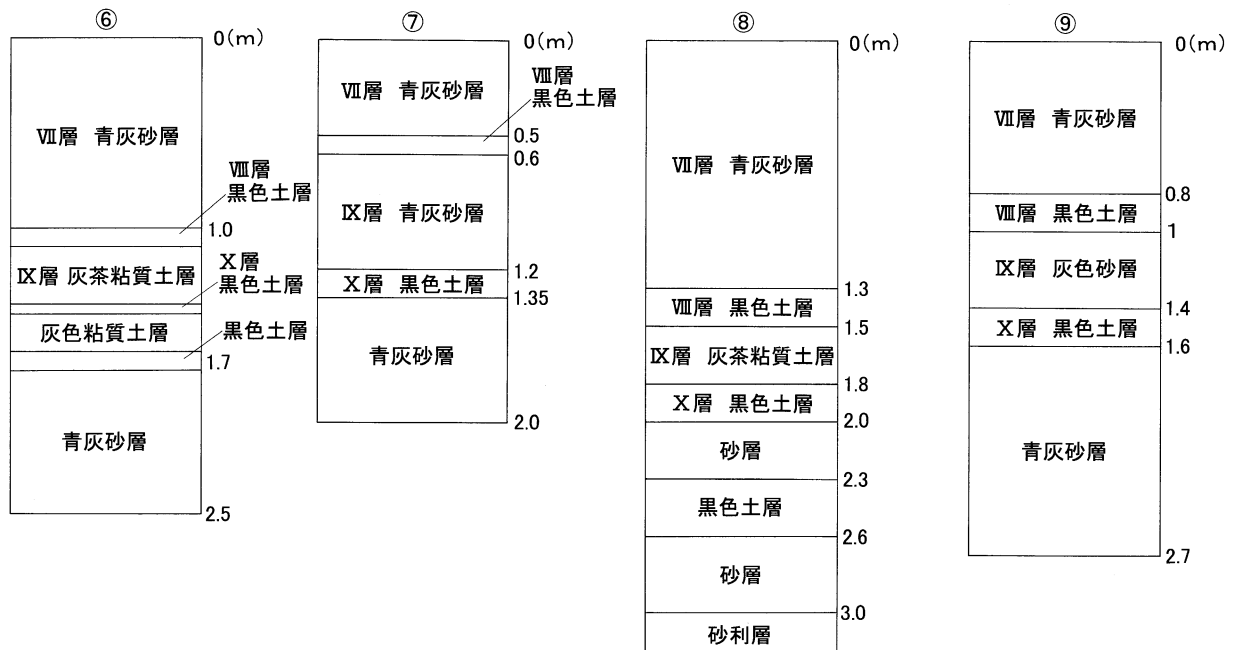 ⑥
0(m)
Ⅶ層 青灰砂層
Ⅷ層
黒色土層
1.0
Ⅸ層 灰茶粘質土層
Ⅹ層
黒色土層
灰色粘質土層
黒色土層
1.7
青灰砂層
2.5
⑦
0(m)
Ⅶ層 青灰砂層
Ⅷ層
黒色土層
0.5
0.6
Ⅸ層 青灰砂層
1.2
Ⅹ層 黒色土層
1.35
青灰砂層
2.0
⑧
0(m)
Ⅶ層 青灰砂層
1.3
Ⅷ層 黒色土層
1.5
Ⅸ層 灰茶粘質土層
1.8
Ⅹ層 黒色土層
2.0
砂層
2.3
黒色土層
2.6
砂層
3.0
砂利層
⑨
0(m)
Ⅶ層 青灰砂層
0.8
Ⅷ層 黒色土層
1
Ⅸ層 灰色砂層
1.4
Ⅹ層 黒色土層
1.6
青灰砂層
2.7